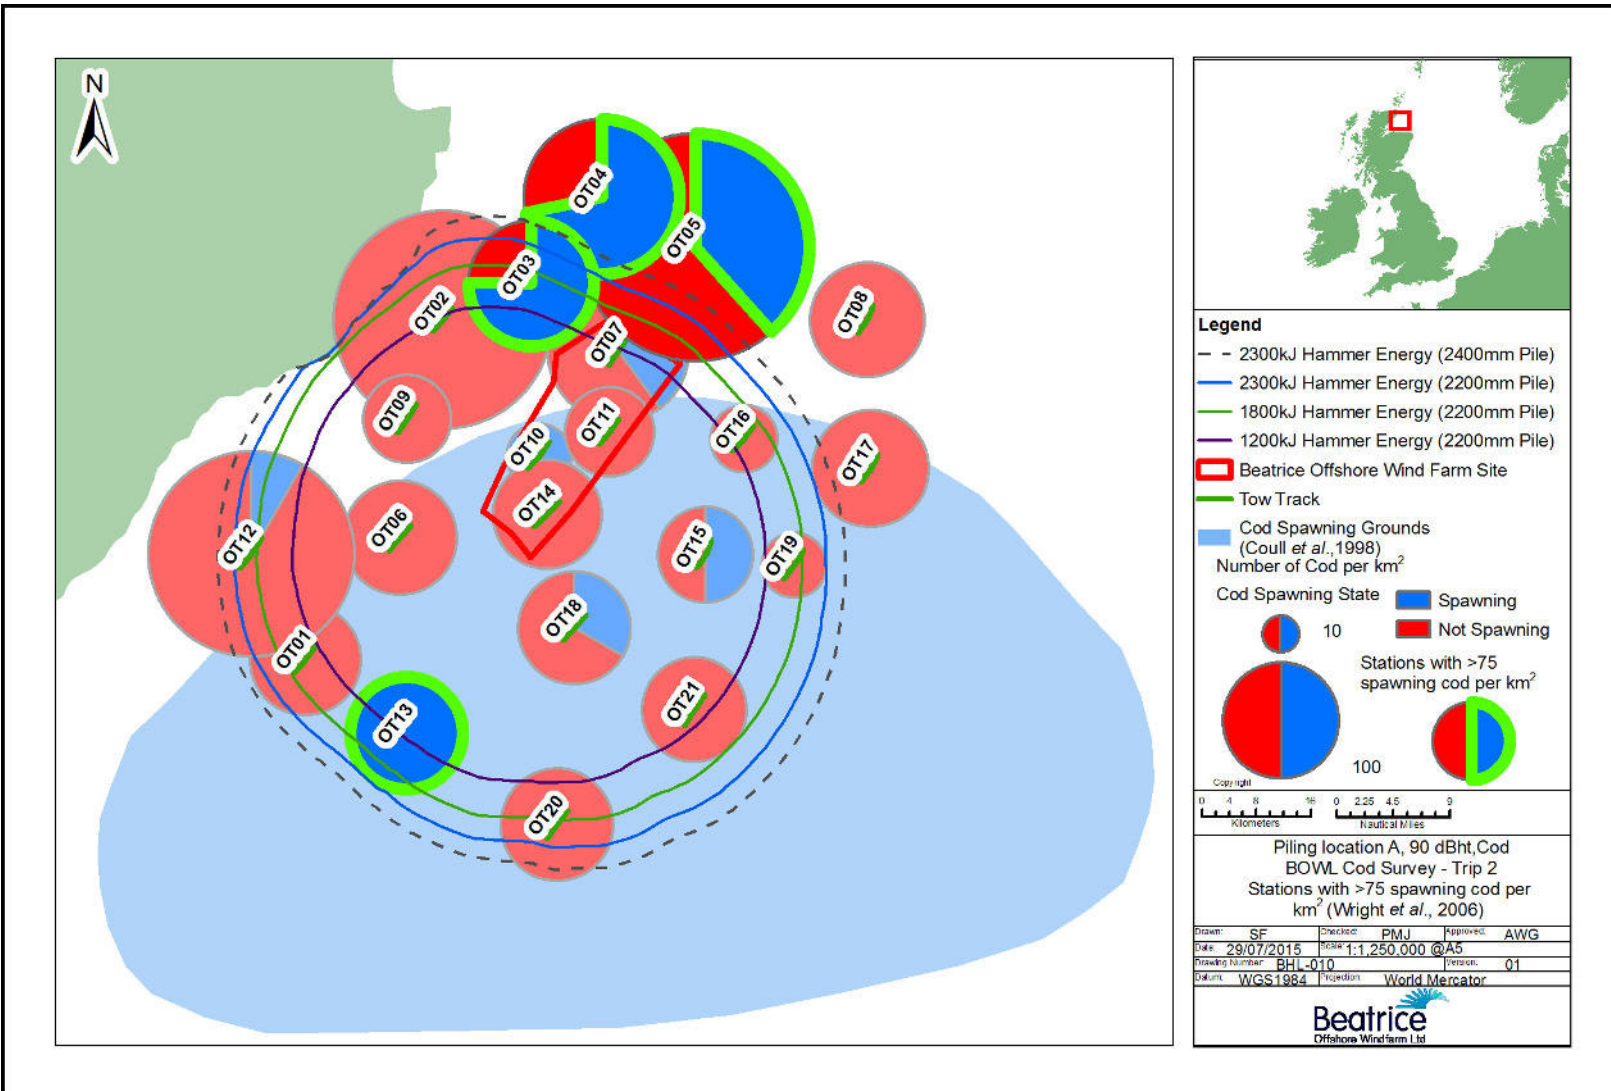 N
OT04
OT05
OT03
OT02
OT08
OT07
OT09
OT11
OT16
OT10
OT17
OT14
OT12
OT06
OT15
OT19
OT18
OT01
OT21
OT13
OT20
Legend
2300kJ Hammer Energy (2400mm Pile)
2300kJ Hammer Energy (2200mm Pile)
1800kJ Hammer Energy (2200mm Pile)
1200kJ Hammer Energy (2200mm Pile)
Beatrice Offshore Wind Farm Site
Tow Track
Cod Spawning Grounds
(Coull et al.,1998)
Number of Cod per km²
Cod Spawning State
Spawning
10
Not Spawning
Stations with >75
spawning cod per km²
100
Copyright
0 4 8 16
Kilometers
0 2.25 4.5 9
Nautical Miles
Piling location A, 90 dBht,Cod
BOWL Cod Survey - Trip 2
Stations with >75 spawning cod per
km² (Wright et al., 2006)
Drawn: SF Checked: PMJ Approved: AWG
Date: 29/07/2015 Scale: 1:1,250,000 @A5
Drawing Number: BHL-010 Version: 01
Datum: WGS1984 Projection: World Mercator
Beatrice
Offshore Windfarm Ltd